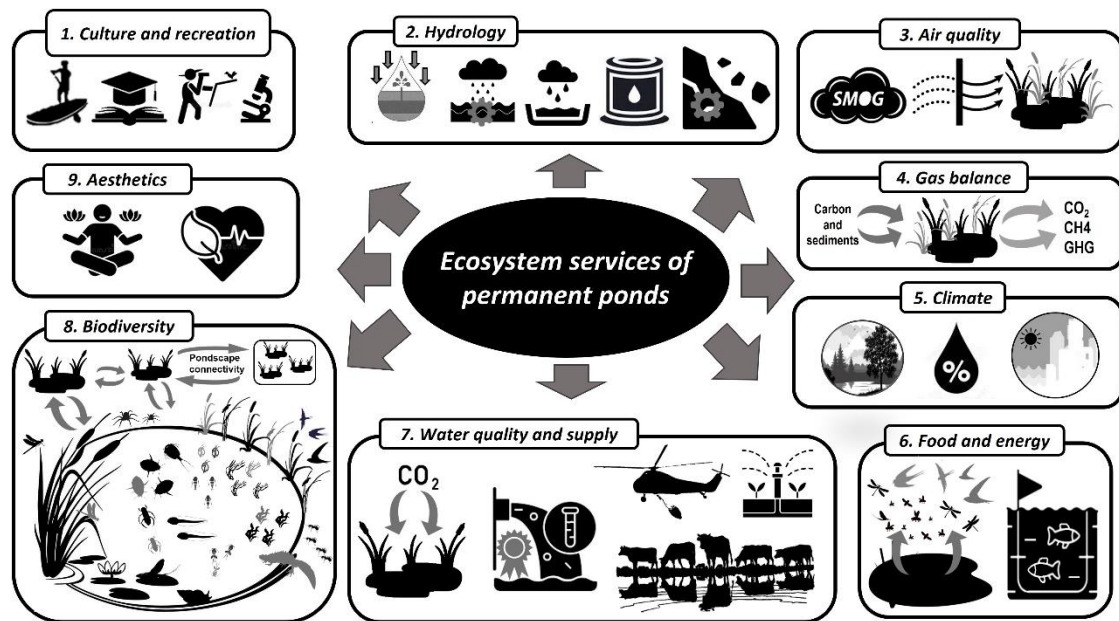 1. Culture and recreation
2. Hydrology
3. Air quality
SMOG
9. Aesthetics
4. Gas balance
Carbon
and
sediments
CO₂
CH4
GHG
Ecosystem services of
permanent ponds
5. Climate
%
8. Biodiversity
Pondscape
connectivity
7. Water quality and supply
CO₂
6. Food and energy